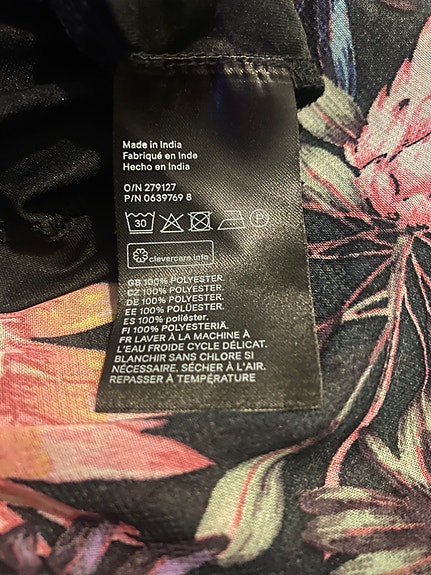 Made in India
Fabriqué en Inde
Hecho en India
O/N 279127
P/N 0639769 8
30
P
clevercare.info
GB 100% POLYESTER.
CZ 100% POLYESTER.
DE 100% POLYESTER.
EE 100% POLÜESTER.
ES 100% poliéster.
FI 100% POLYESTERIÄ.
FR LAVER À LA MACHINE À
L'EAU FROIDE CYCLE DÉLICAT.
BLANCHIR SANS CHLORE SI
NÉCESSAIRE. SÉCHER À L'AIR.
REPASSER À TEMPÉRATURE